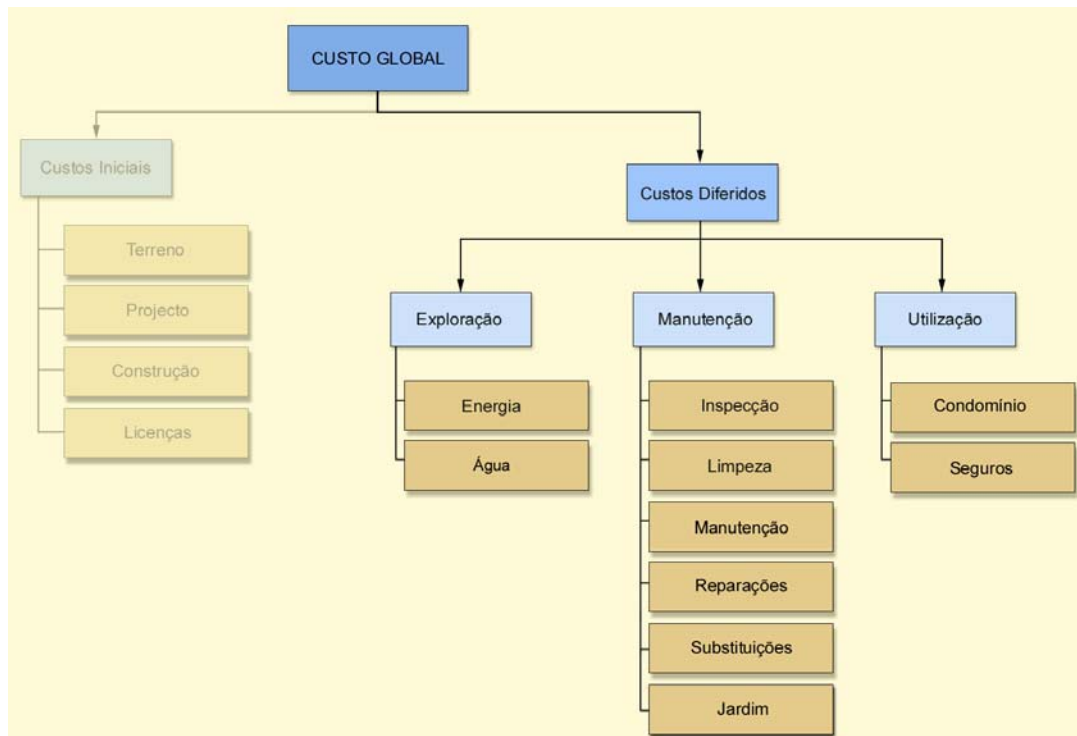 CUSTO GLOBAL
Custos Iniciais
Terreno
Projecto
Construção
Licenças
Custos Diferidos
Exploração
Energia
Água
Manutenção
Inspecção
Limpeza
Manutenção
Reparações
Substituições
Jardim
Utilização
Condomínio
Seguros